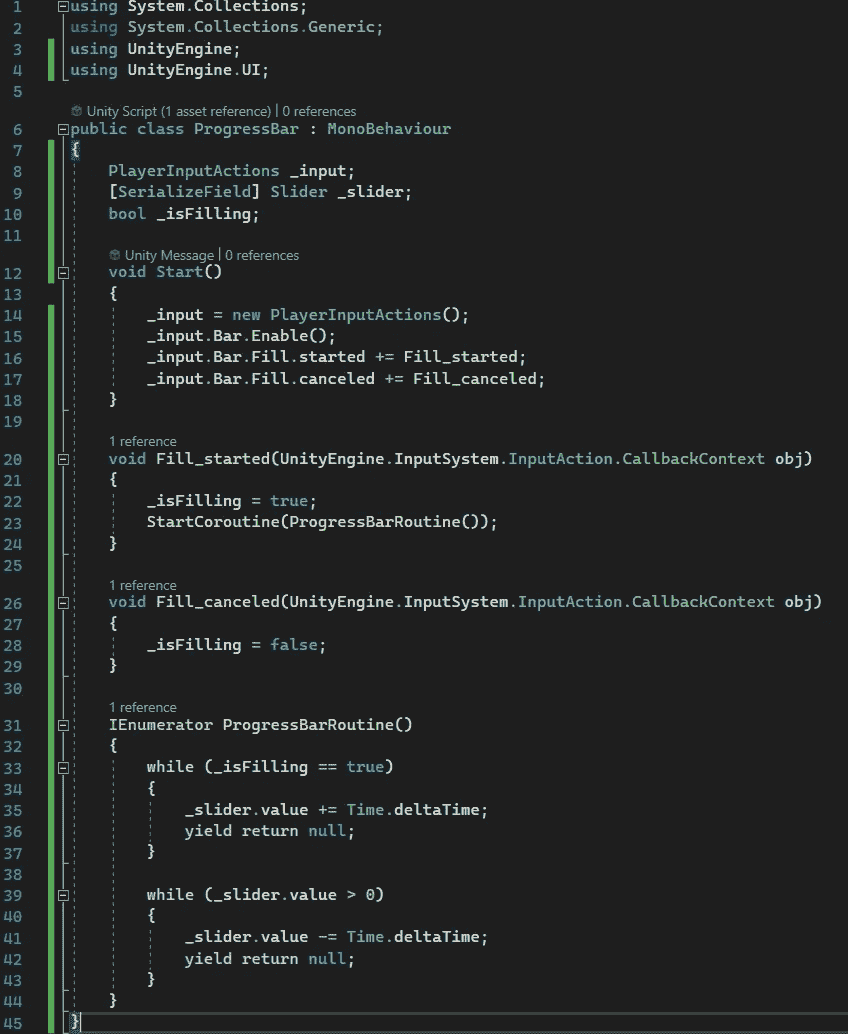 1 using System.Collections;
2 using System.Collections.Generic;
3 using UnityEngine;
4 using UnityEngine.UI;
5
Unity Script (1 asset reference) | 0 references
6 public class ProgressBar : MonoBehaviour
7 {
8 PlayerInputActions _input;
9 [SerializeField] Slider _slider;
10 bool _isFilling;
11
Unity Message | 0 references
12 void Start()
13 {
14 _input = new PlayerInputActions();
15 _input.Bar.Enable();
16 _input.Bar.Fill.started += Fill_started;
17 _input.Bar.Fill.canceled += Fill_canceled;
18 }
19
1 reference
20 void Fill_started(UnityEngine.InputSystem.InputAction.CallbackContext obj)
21 {
22 _isFilling = true;
23 StartCoroutine(ProgressBarRoutine());
24 }
25
1 reference
26 void Fill_canceled(UnityEngine.InputSystem.InputAction.CallbackContext obj)
27 {
28 _isFilling = false;
29 }
30
1 reference
31 IEnumerator ProgressBarRoutine()
32 {
33 while (_isFilling == true)
34 {
35 _slider.value += Time.deltaTime;
36 yield return null;
37 }
38
39 while (_slider.value > 0)
40 {
41 _slider.value -= Time.deltaTime;
42 yield return null;
43 }
44 }
45 }